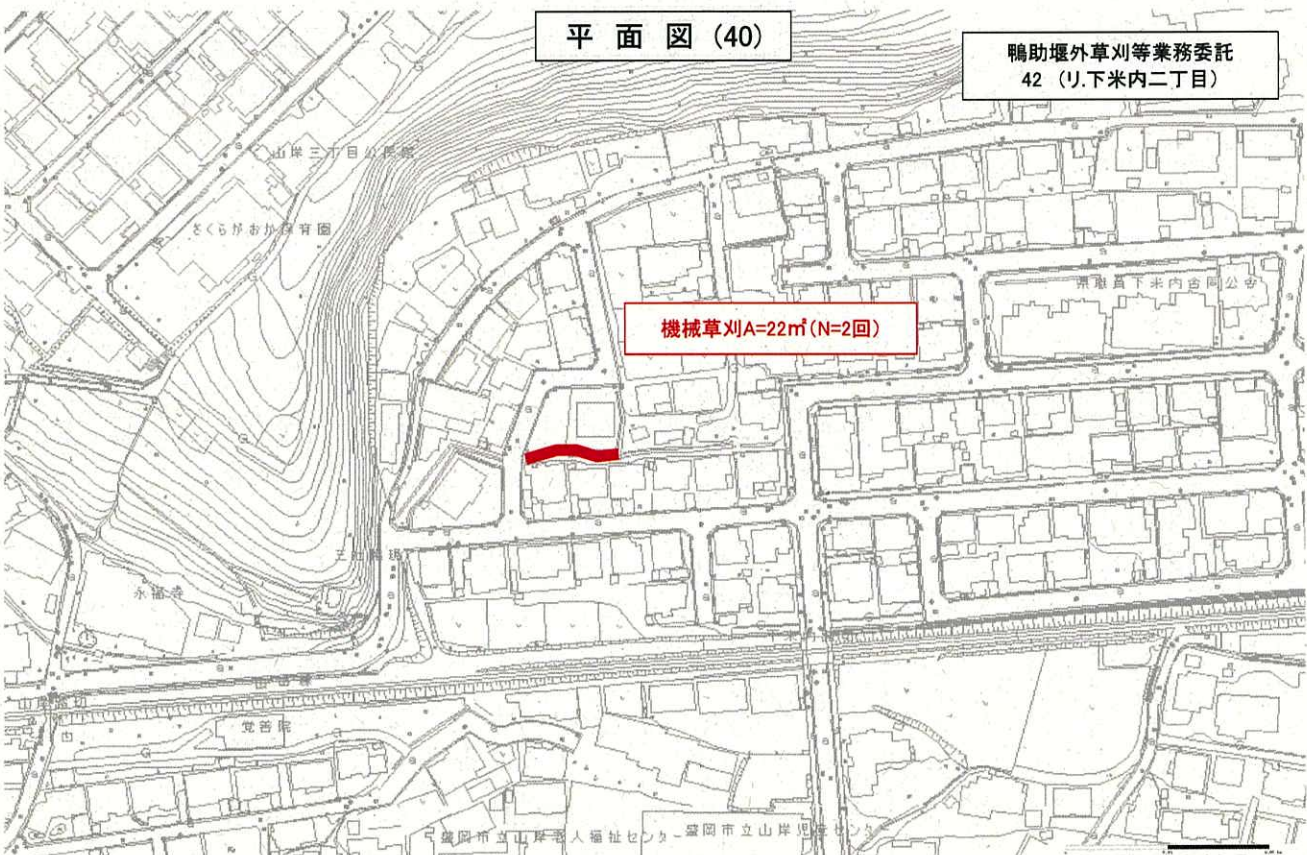 平面図 (40)
鴨助堰外草刈等業務委託
42 (リ.下米内二丁目)
山岸三丁目公民館
さくらがおか保育園
県職員下米内合同公舎
機械草刈A=22㎡(N=2回)
永福寺
山岸踏切
覚善院
盛岡市立山岸老人福祉センター
盛岡市立山岸児童センター